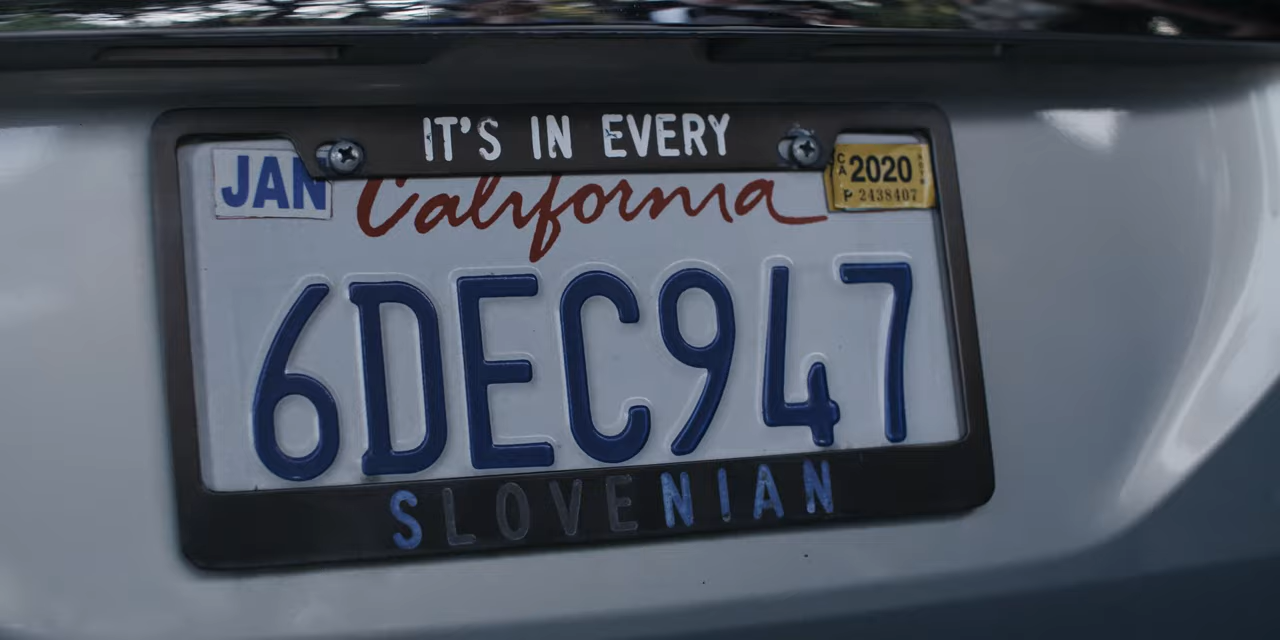 IT'S IN EVERY
JAN
California
CA 2020
P 2438407
6DEC947
SLOVENIAN